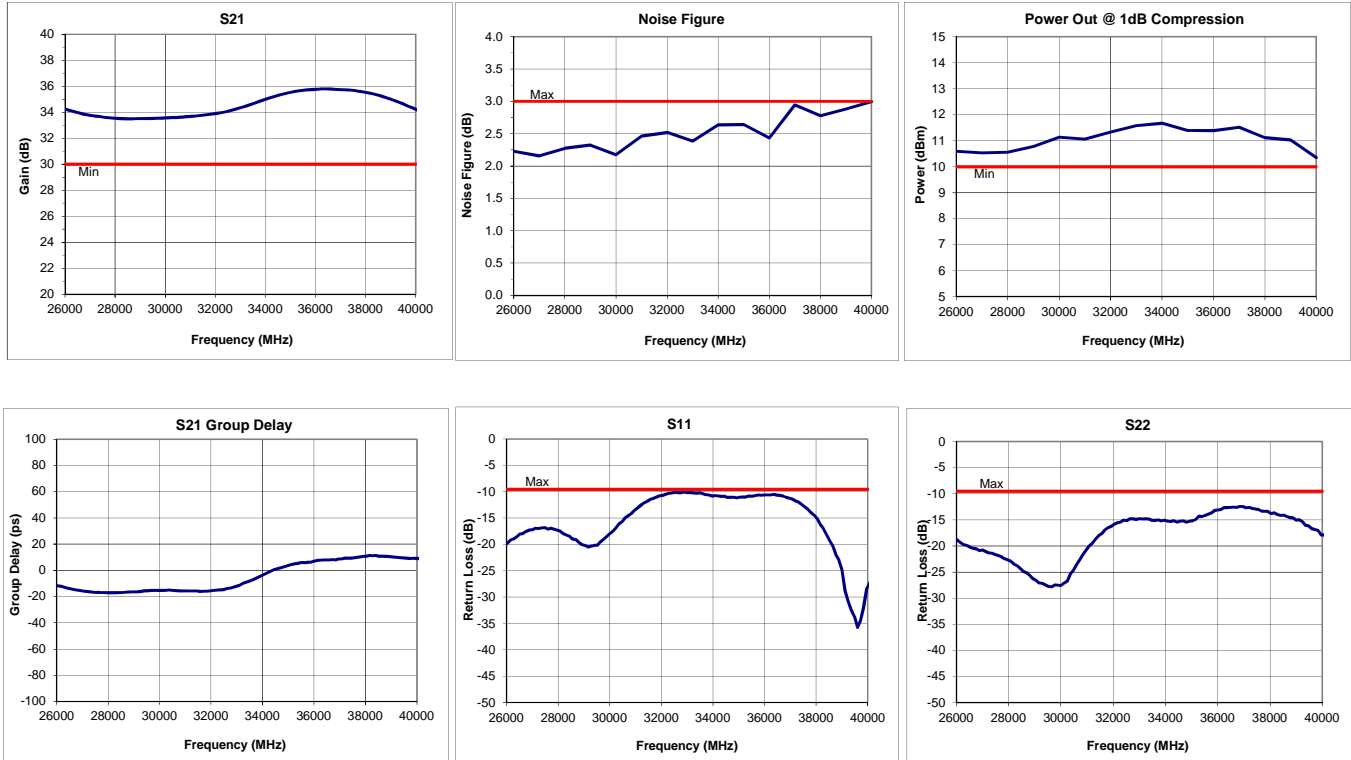 S21
Gain (dB)
40
38
36
34
32
30
28
26
24
22
20
Min
26000 28000 30000 32000 34000 36000 38000 40000
Frequency (MHz)
Noise Figure
Noise Figure (dB)
4.0
3.5
3.0
2.5
2.0
1.5
1.0
0.5
0.0
Max
26000 28000 30000 32000 34000 36000 38000 40000
Frequency (MHz)
Power Out @ 1dB Compression
Power (dBm)
15
14
13
12
11
10
9
8
7
6
5
Min
26000 28000 30000 32000 34000 36000 38000 40000
Frequency (MHz)
S21 Group Delay
Group Delay (ps)
100
80
60
40
20
0
-20
-40
-60
-80
-100
26000 28000 30000 32000 34000 36000 38000 40000
Frequency (MHz)
S11
Return Loss (dB)
0
-5
-10
-15
-20
-25
-30
-35
-40
-45
-50
Max
26000 28000 30000 32000 34000 36000 38000 40000
Frequency (MHz)
S22
Return Loss (dB)
0
-5
-10
-15
-20
-25
-30
-35
-40
-45
-50
Max
26000 28000 30000 32000 34000 36000 38000 40000
Frequency (MHz)